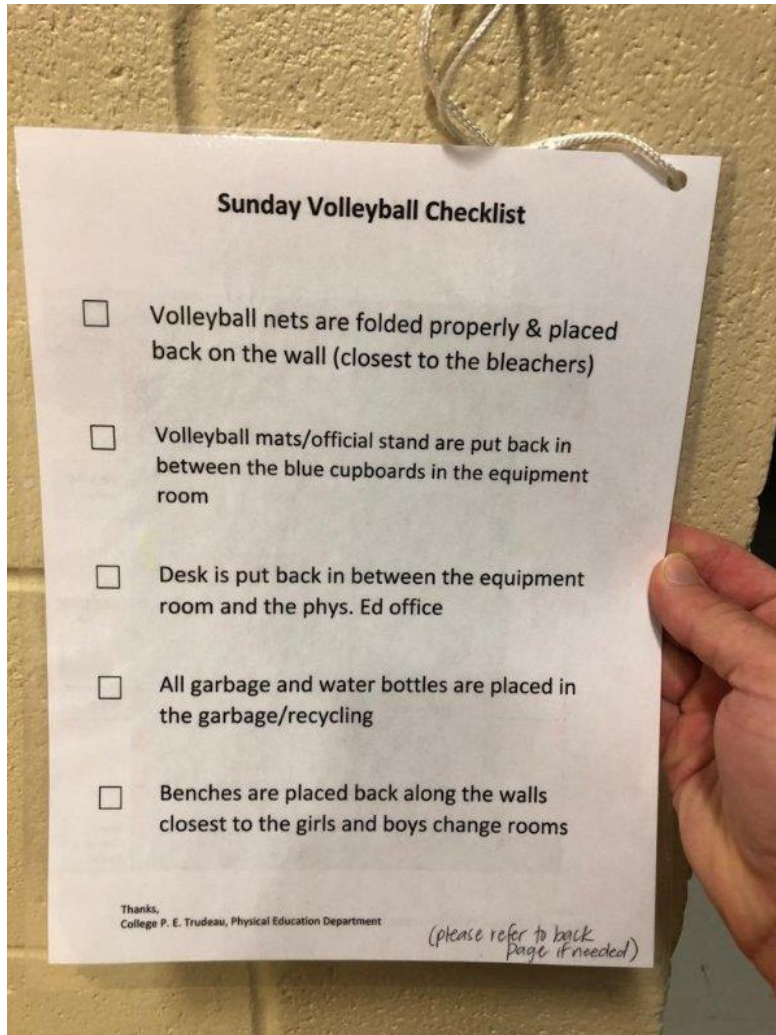 Sunday Volleyball Checklist
Volleyball nets are folded properly & placed
back on the wall (closest to the bleachers)
Volleyball mats/official stand are put back in
between the blue cupboards in the equipment
room
Desk is put back in between the equipment
room and the phys. Ed office
All garbage and water bottles are placed in
the garbage/recycling
Benches are placed back along the walls
closest to the girls and boys change rooms
Thanks,
College P. E. Trudeau, Physical Education Department
(please refer to back
page if needed)